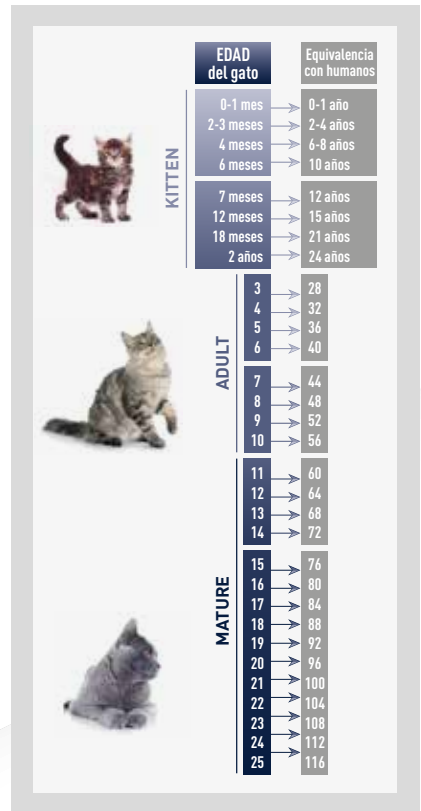 EDAD del gato
Equivalencia con humanos
KITTEN
0-1 mes 0-1 año
2-3 meses 2-4 años
4 meses 6-8 años
6 meses 10 años
7 meses 12 años
12 meses 15 años
18 meses 21 años
2 años 24 años
ADULT
3 28
4 32
5 36
6 40
7 44
8 48
9 52
10 56
MATURE
11 60
12 64
13 68
14 72
15 76
16 80
17 84
18 88
19 92
20 96
21 100
22 104
23 108
24 112
25 116